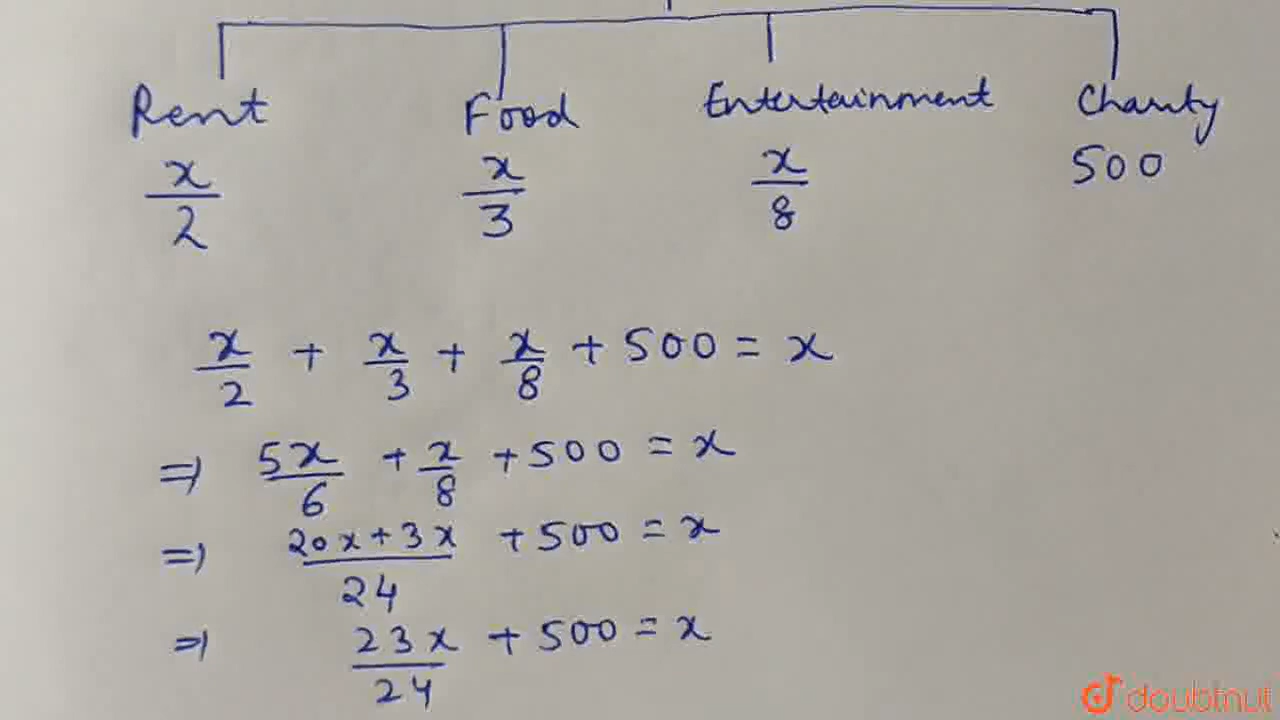 Rent Food Entertainment Charity
x/2 x/3 x/8 500
x/2 + x/3 + x/8 + 500 = x
⇒ 5x/6 + x/8 + 500 = x
⇒ (20x + 3x)/24 + 500 = x
⇒ 23x/24 + 500 = x
doubtnut